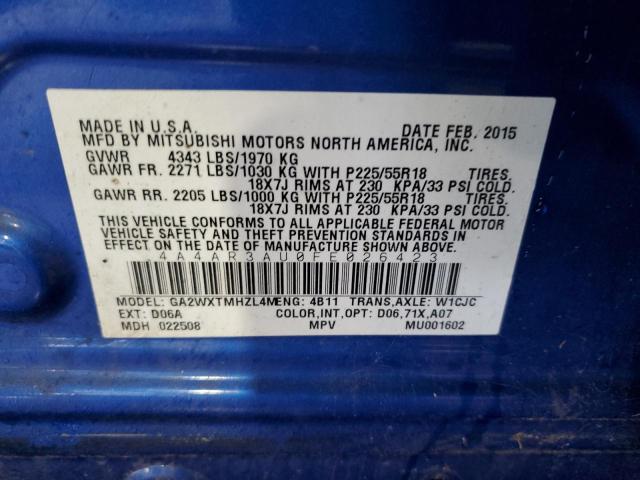 MADE IN U.S.A. DATE FEB. 2015
MFD BY MITSUBISHI MOTORS NORTH AMERICA, INC.
GVWR 4343 LBS/1970 KG
GAWR FR. 2271 LBS/1030 KG WITH P225/55R18 TIRES.
18X7J RIMS AT 230 KPA/33 PSI COLD.
GAWR RR. 2205 LBS/1000 KG WITH P225/55R18 TIRES.
18X7J RIMS AT 230 KPA/33 PSI COLD.
THIS VEHICLE CONFORMS TO ALL APPLICABLE FEDERAL MOTOR
VEHICLE SAFETY AND THEFT PREVENTION STANDARDS IN
EFFECT ON THE DATE OF MANUFACTURE SHOWN ABOVE.
4A4AR3AU0FE026423
MODEL: GA2WXTMHZL4M ENG: 4B11 TRANS,AXLE: W1CJC
EXT: D06A COLOR,INT,OPT: D06,71X,A07
MDH 022508 MPV MU001602